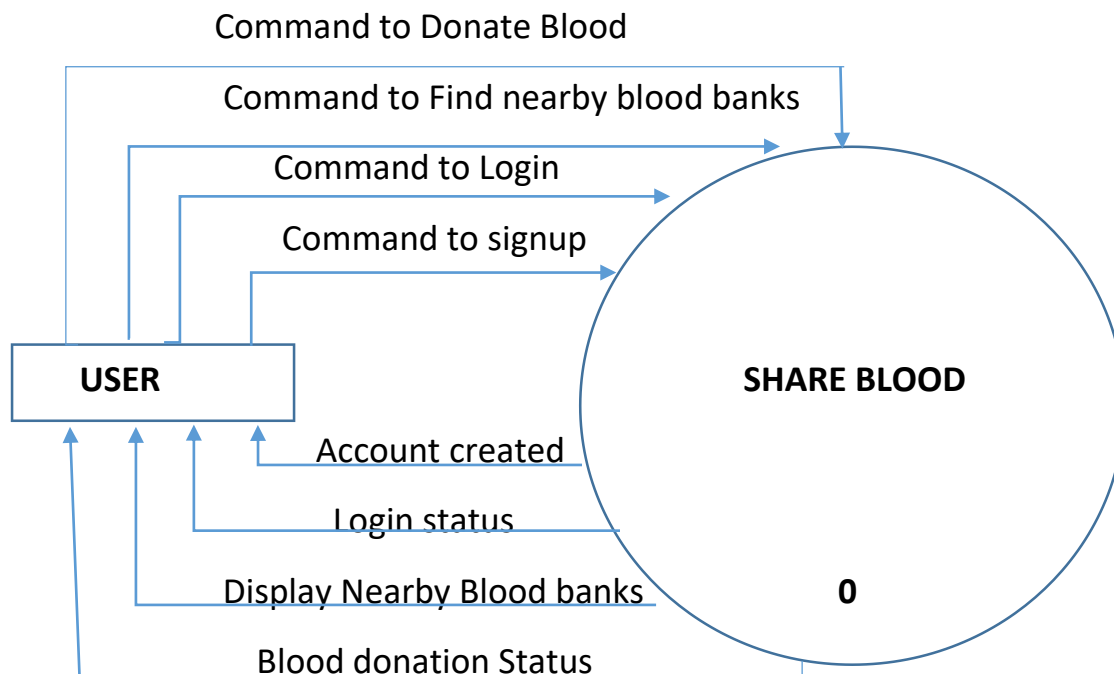 Command to Donate Blood
Command to Find nearby blood banks
Command to Login
Command to signup
USER
SHARE BLOOD
Account created
Login status
Display Nearby Blood banks
0
Blood donation Status